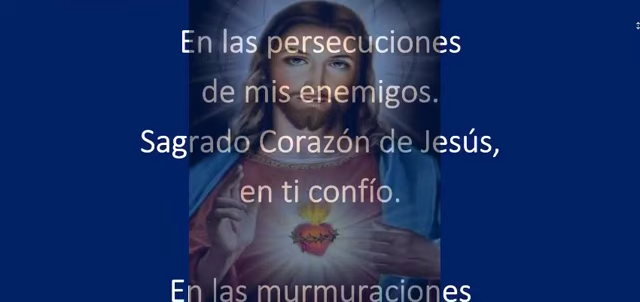 En las persecuciones
de mis enemigos.
Sagrado Corazón de Jesús,
en ti confío.
En las murmuraciones